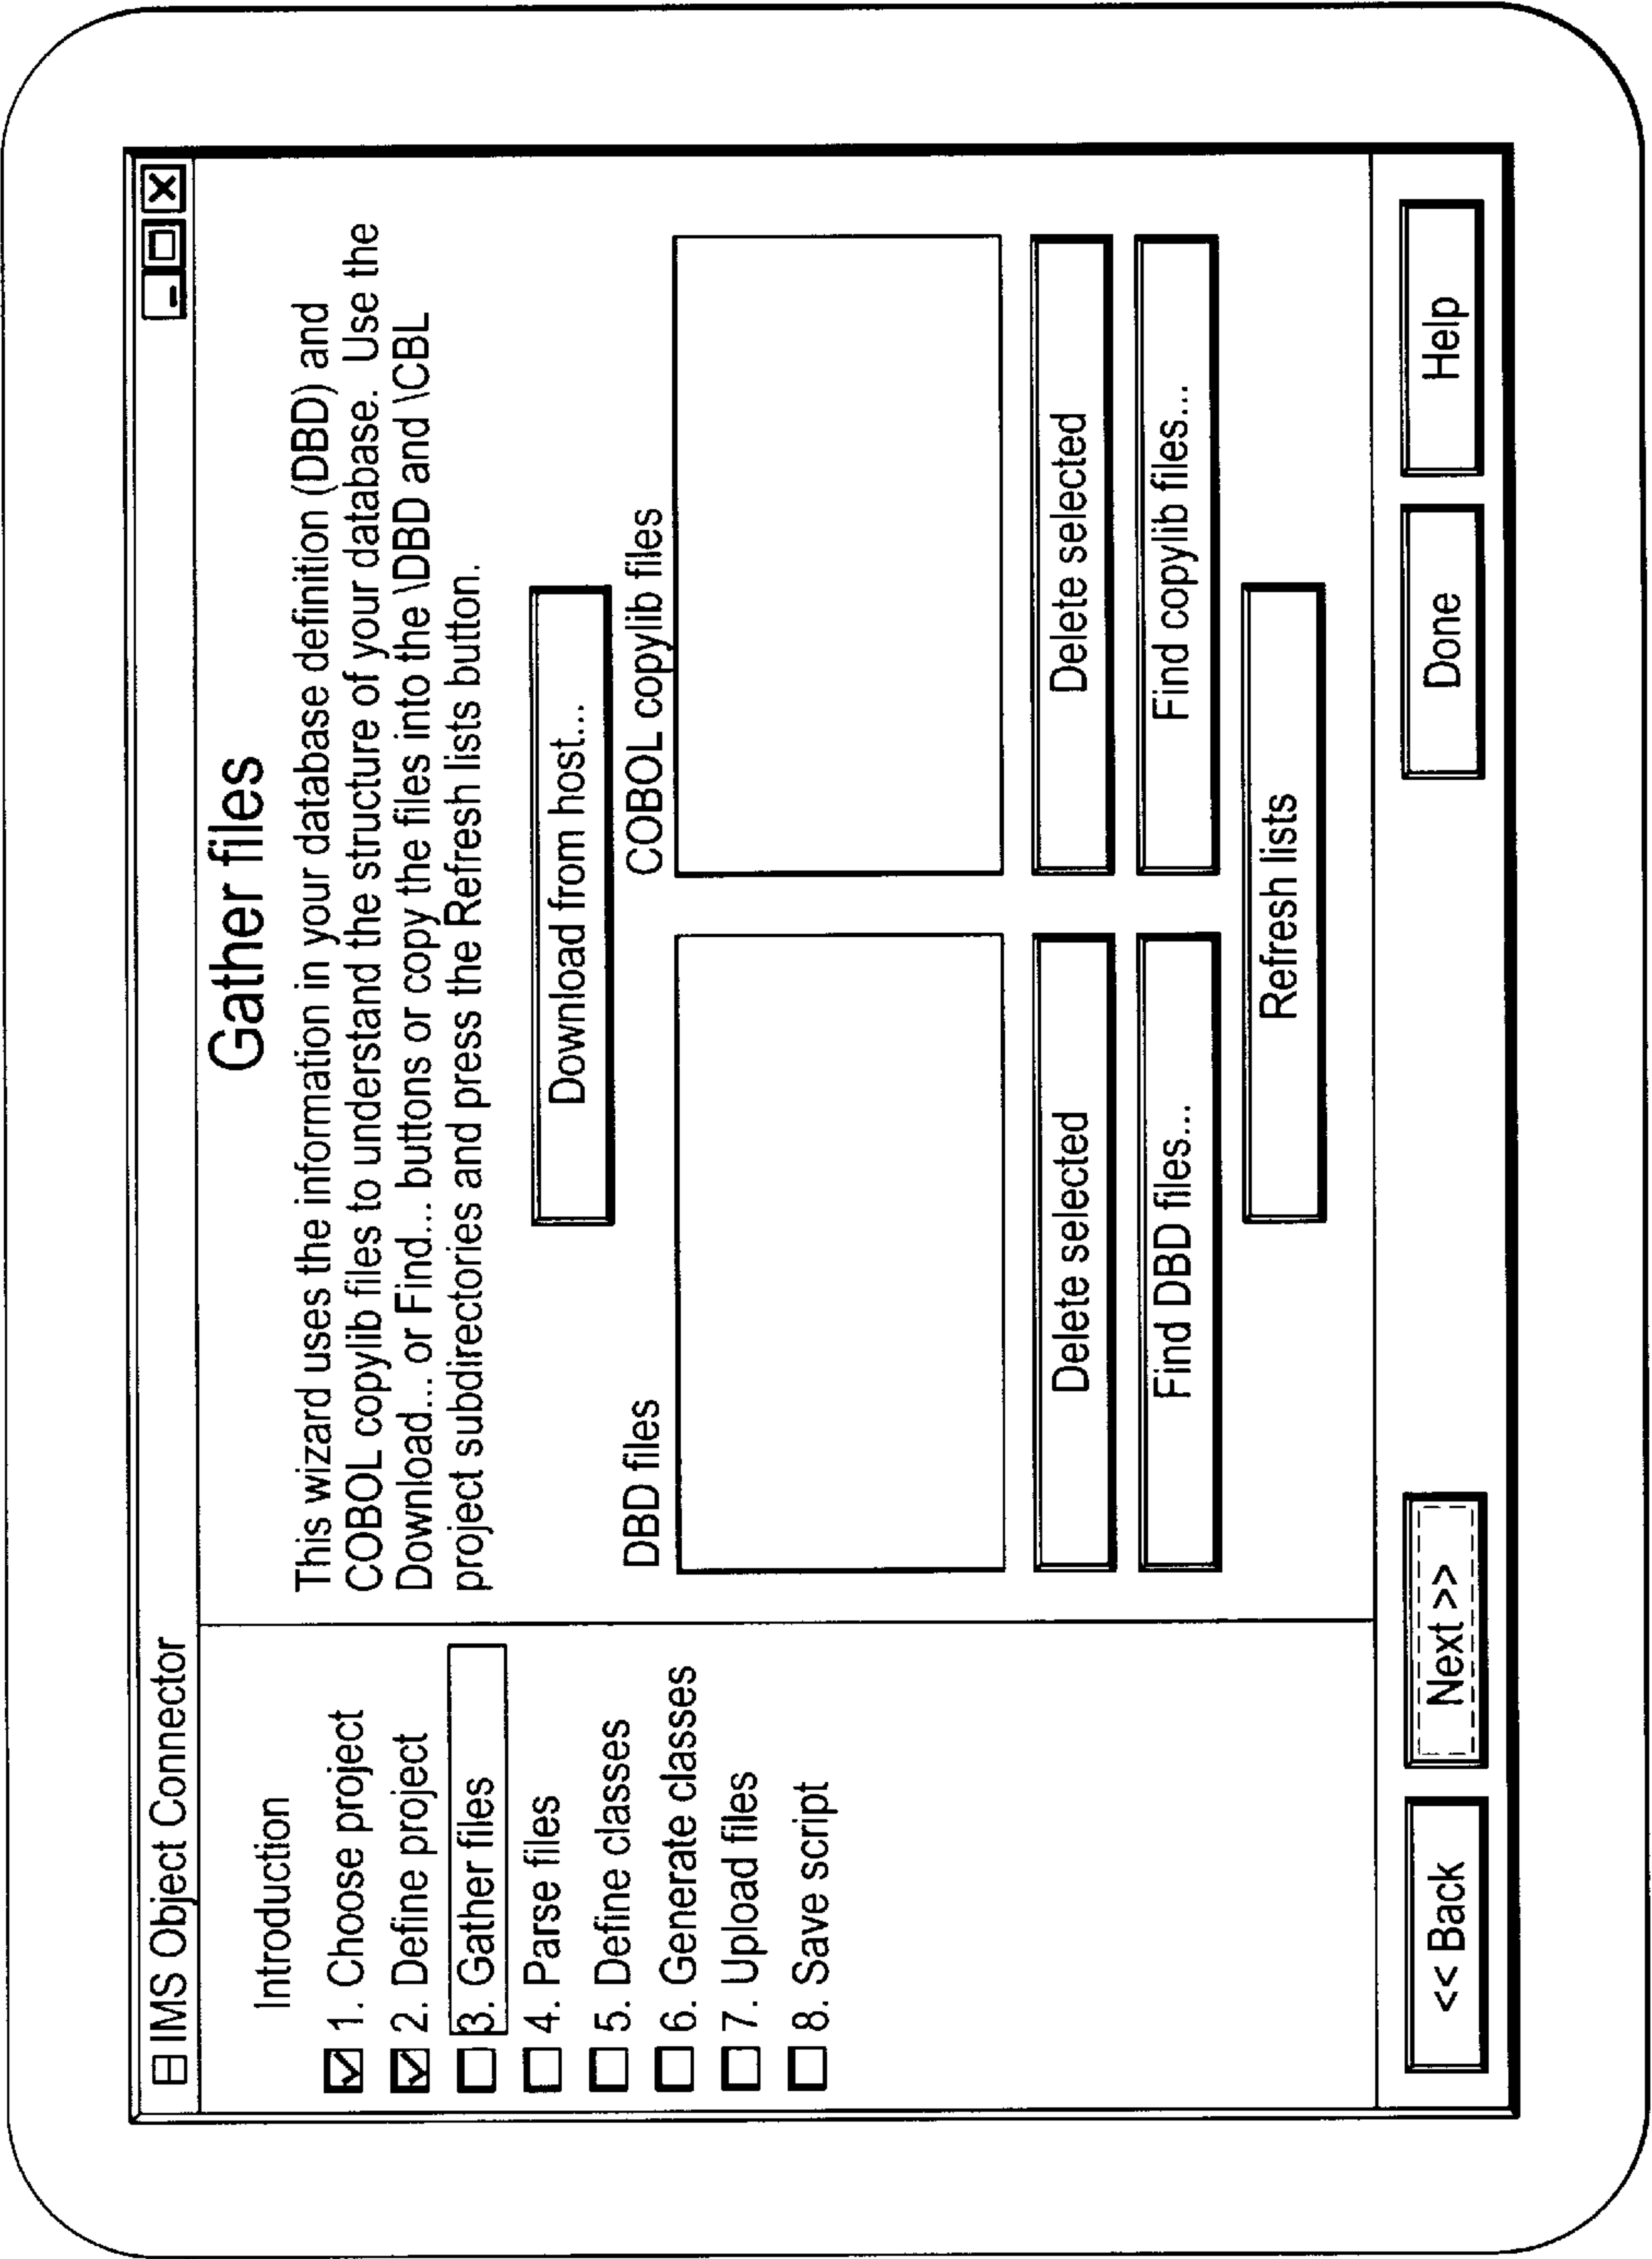 IMS Object Connector
Introduction
1. Choose project
2. Define project
3. Gather files
4. Parse files
5. Define classes
6. Generate classes
7. Upload files
8. Save script
Gather files
This wizard uses the information in your database definition (DBD) and
COBOL copylib files to understand the structure of your database. Use the
Download... or Find... buttons or copy the files into the \DBD and \CBL
project subdirectories and press the Refresh lists button.
Download from host...
DBD files
COBOL copylib files
Delete selected
Delete selected
Find DBD files...
Find copylib files...
Refresh lists
<< Back
Next >>
Done
Help